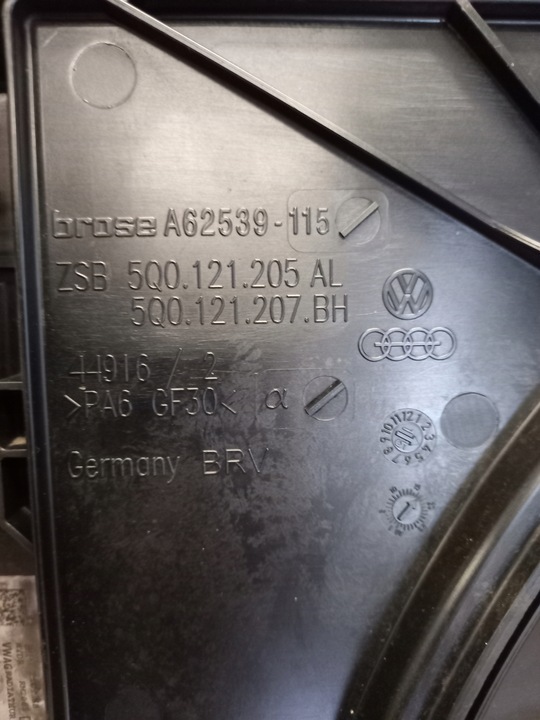 brose A62539-115
ZSB 5Q0.121.205 AL
5Q0.121.207.BH
44916 / 2
>PA6 GF30< α
Germany BRV